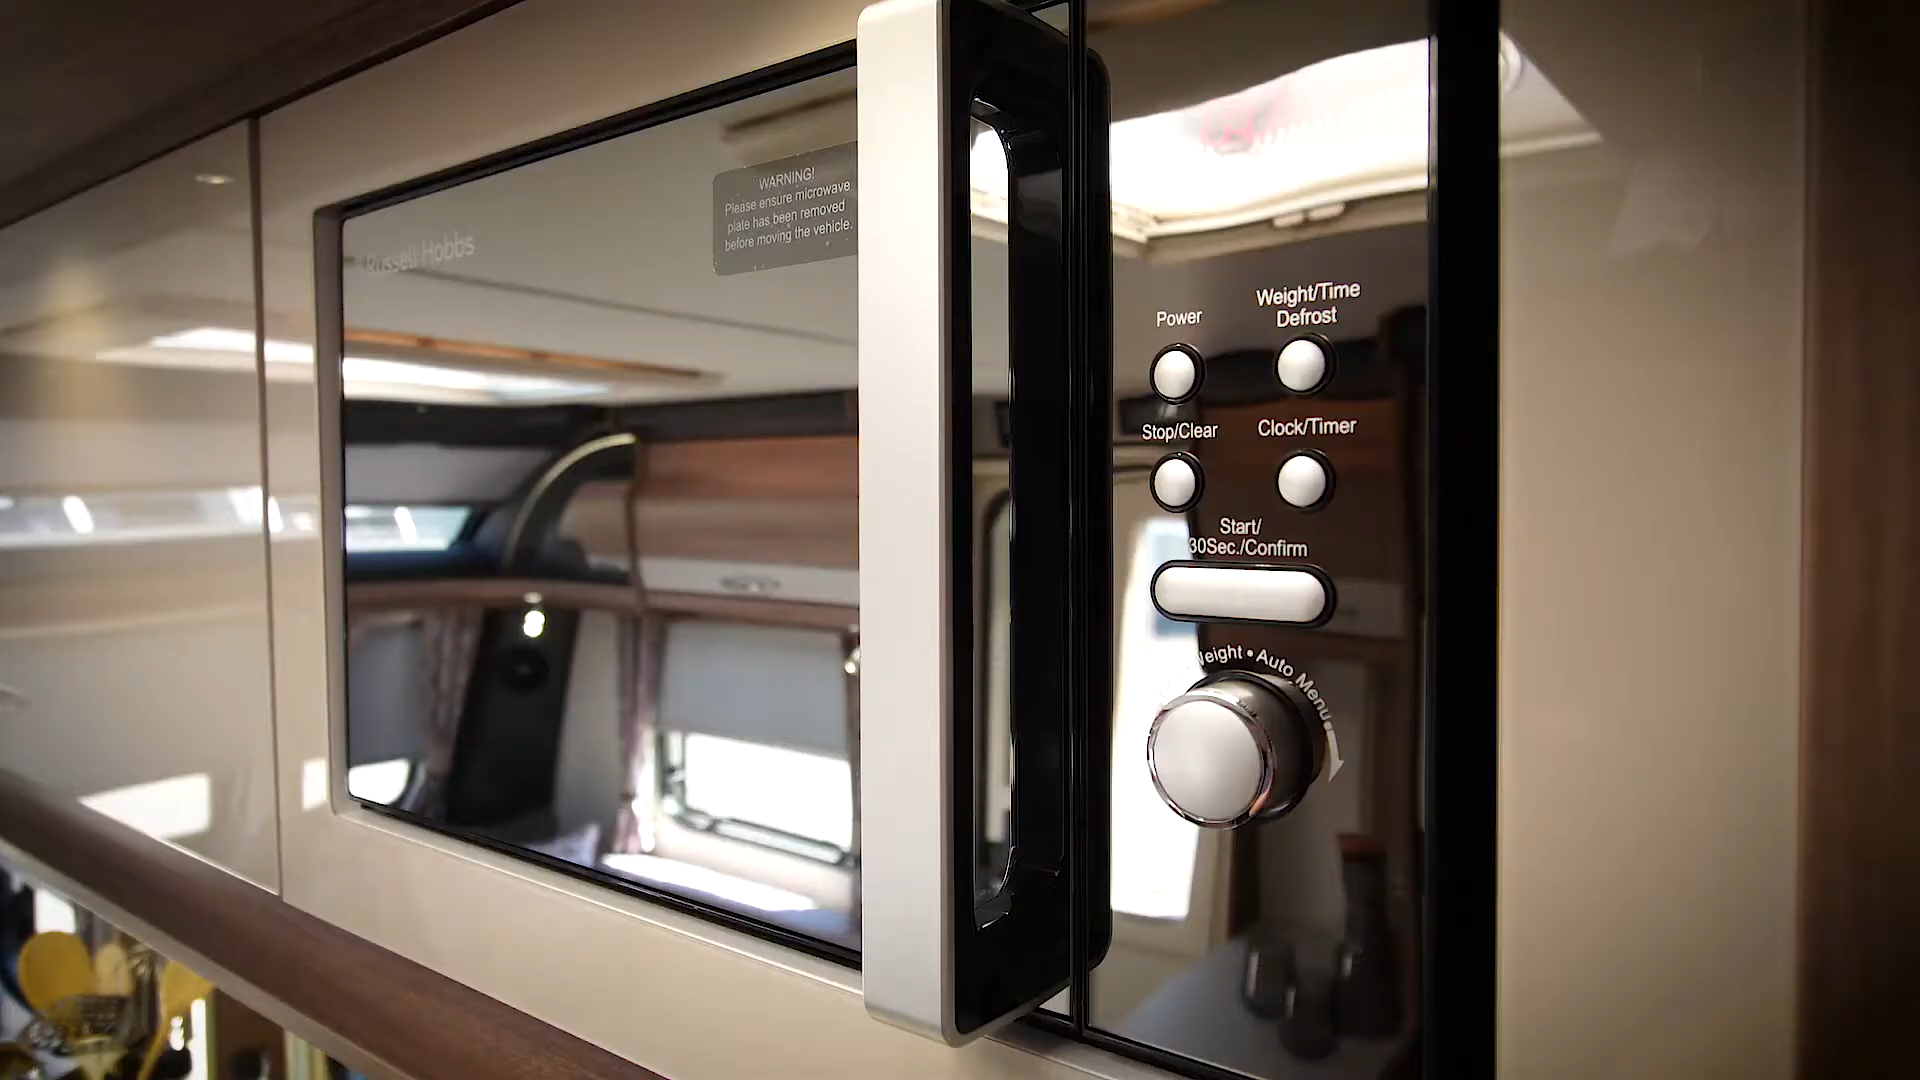 Russell Hobbs
WARNING!
Please ensure microwave
plate has been removed
before moving the vehicle.
Power
Weight/Time
Defrost
Stop/Clear
Clock/Timer
Start/
30Sec./Confirm
Weight • Auto Menu